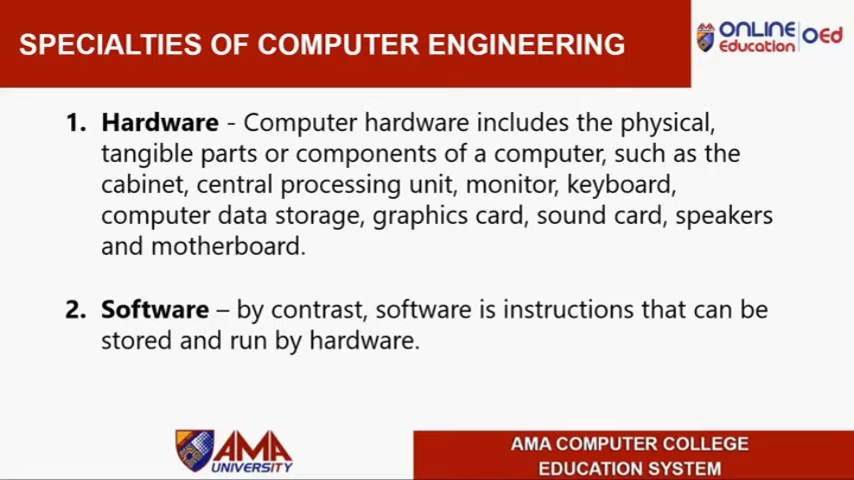 SPECIALTIES OF COMPUTER ENGINEERING
ONLINE
Education
OEd
1. Hardware - Computer hardware includes the physical,
tangible parts or components of a computer, such as the
cabinet, central processing unit, monitor, keyboard,
computer data storage, graphics card, sound card, speakers
and motherboard.
2. Software – by contrast, software is instructions that can be
stored and run by hardware.
AMA
UNIVERSITY
AMA COMPUTER COLLEGE
EDUCATION SYSTEM